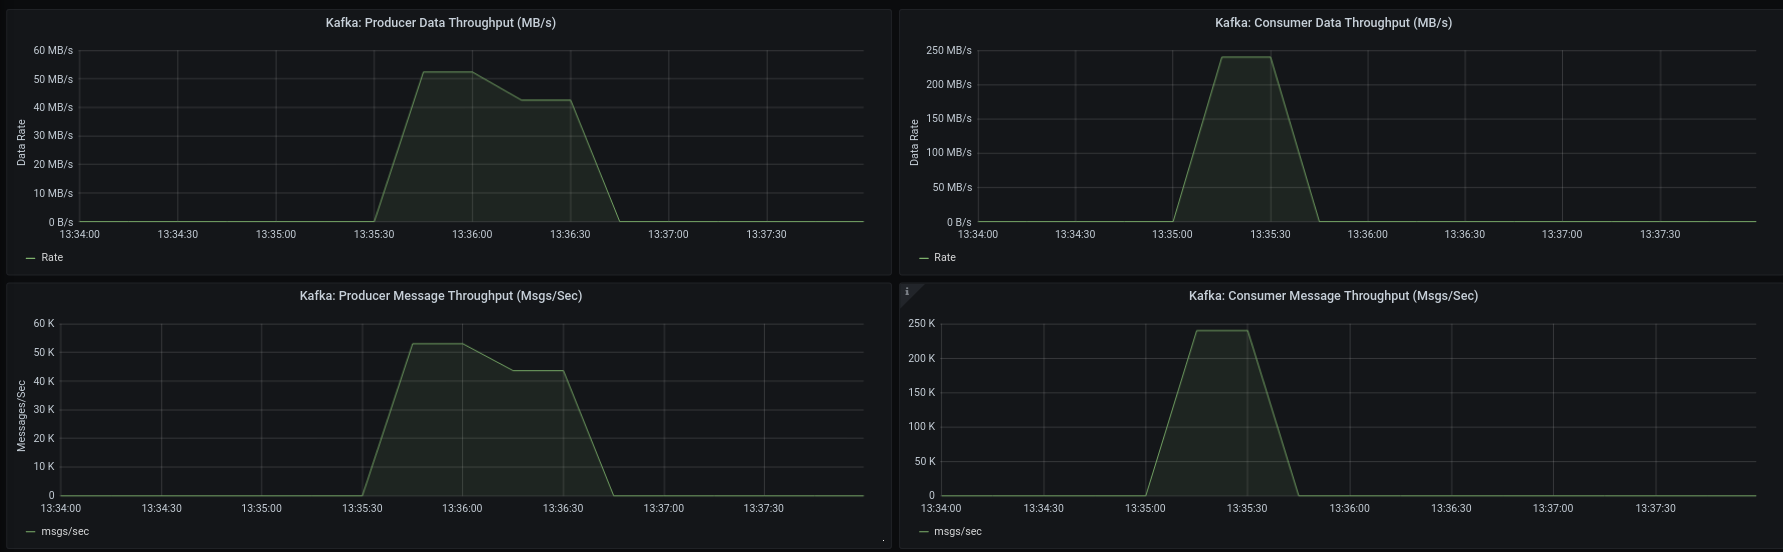 Kafka: Producer Data Throughput (MB/s)
60 MB/s
50 MB/s
40 MB/s
30 MB/s
20 MB/s
10 MB/s
0 B/s
Data Rate
13:34:00 13:34:30 13:35:00 13:35:30 13:36:00 13:36:30 13:37:00 13:37:30
Rate
Kafka: Consumer Data Throughput (MB/s)
250 MB/s
200 MB/s
150 MB/s
100 MB/s
50 MB/s
0 B/s
Data Rate
13:34:00 13:34:30 13:35:00 13:35:30 13:36:00 13:36:30 13:37:00 13:37:30
Rate
Kafka: Producer Message Throughput (Msgs/Sec)
60 K
50 K
40 K
30 K
20 K
10 K
0
Messages/Sec
13:34:00 13:34:30 13:35:00 13:35:30 13:36:00 13:36:30 13:37:00 13:37:30
msgs/sec
i
Kafka: Consumer Message Throughput (Msgs/Sec)
250 K
200 K
150 K
100 K
50 K
0
13:34:00 13:34:30 13:35:00 13:35:30 13:36:00 13:36:30 13:37:00 13:37:30
msgs/sec